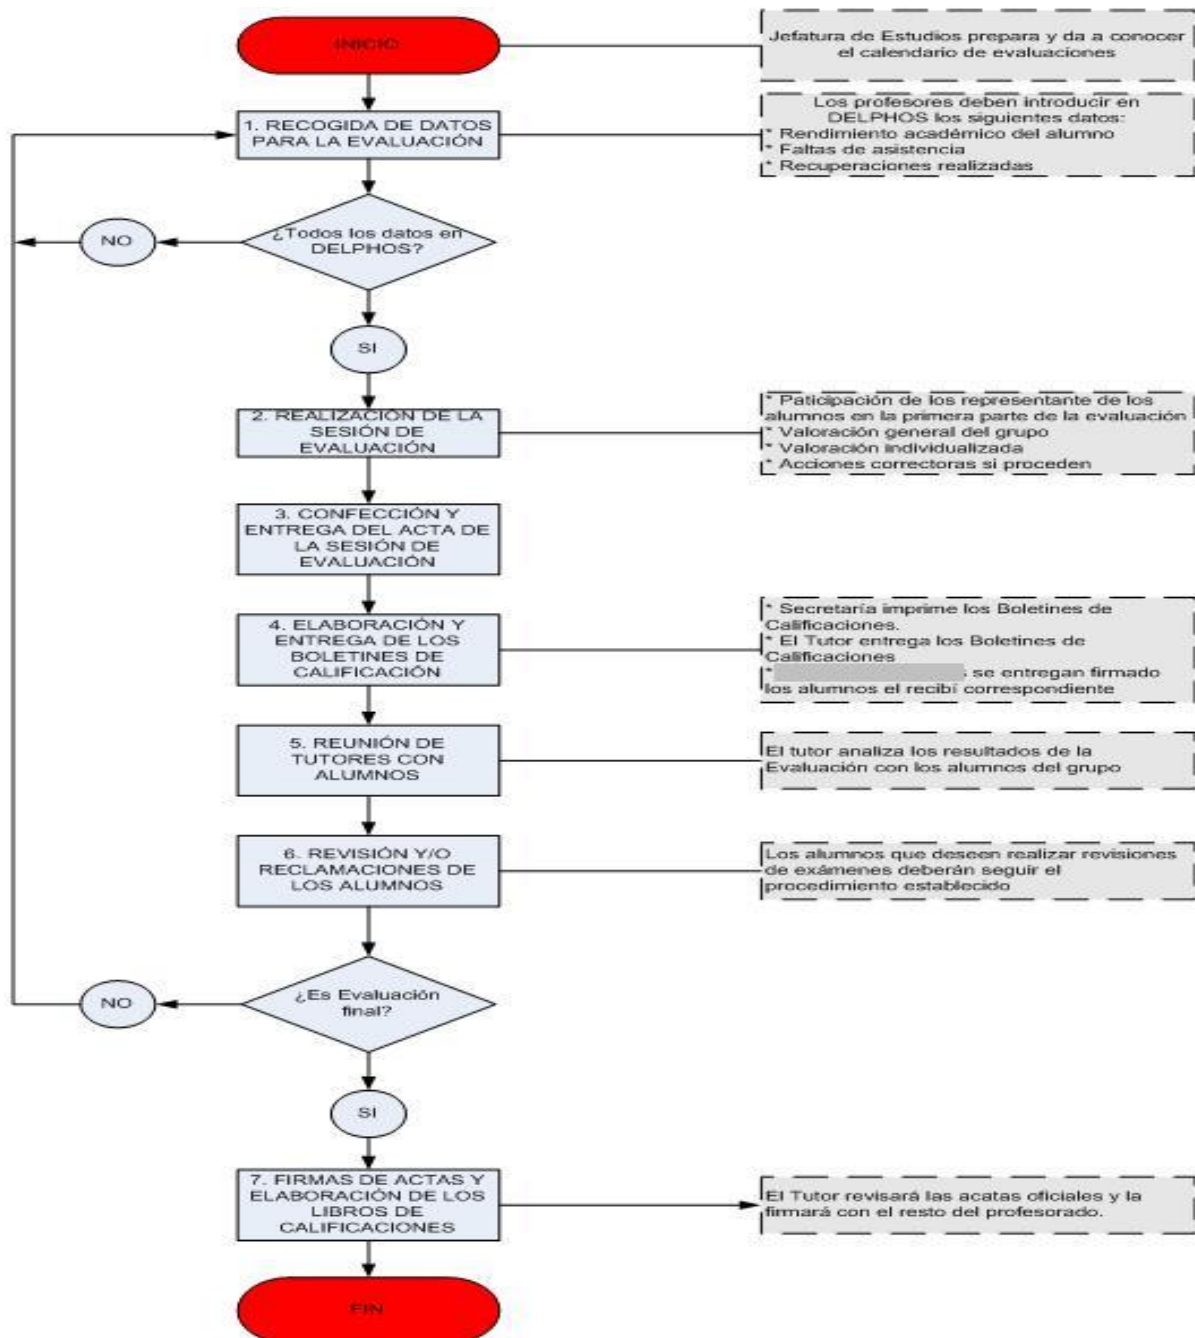 INICIO
Jefatura de Estudios prepara y da a conocer
el calendario de evaluaciones
1. RECOGIDA DE DATOS
PARA LA EVALUACIÓN
Los profesores deben introducir en
DELPHOS los siguientes datos:
* Rendimiento académico del alumno
* Faltas de asistencia
* Recuperaciones realizadas
¿Todos los datos en
DELPHOS?
NO
SI
2. REALIZACIÓN DE LA
SESIÓN DE
EVALUACIÓN
* Paticipación de los representante de los
alumnos en la primera parte de la evaluación
* Valoración general del grupo
* Valoración individualizada
* Acciones correctoras si proceden
3. CONFECCIÓN Y
ENTREGA DEL ACTA DE
LA SESIÓN DE
EVALUACIÓN
4. ELABORACIÓN Y
ENTREGA DE LOS
BOLETINES DE
CALIFICACIÓN
* Secretaría imprime los Boletines de
Calificaciones.
* El Tutor entrega los Boletines de
Calificaciones
* se entregan firmado
los alumnos el recibí correspondiente
5. REUNIÓN DE
TUTORES CON
ALUMNOS
El tutor analiza los resultados de la
Evaluación con los alumnos del grupo
6. REVISIÓN Y/O
RECLAMACIONES DE
LOS ALUMNOS
Los alumnos que deseen realizar revisiones
de exámenes deberán seguir el
procedimiento establecido
¿Es Evaluación
final?
NO
SI
7. FIRMAS DE ACTAS Y
ELABORACIÓN DE LOS
LIBROS DE
CALIFICACIONES
El Tutor revisará las acatas oficiales y la
firmará con el resto del profesorado.
FIN